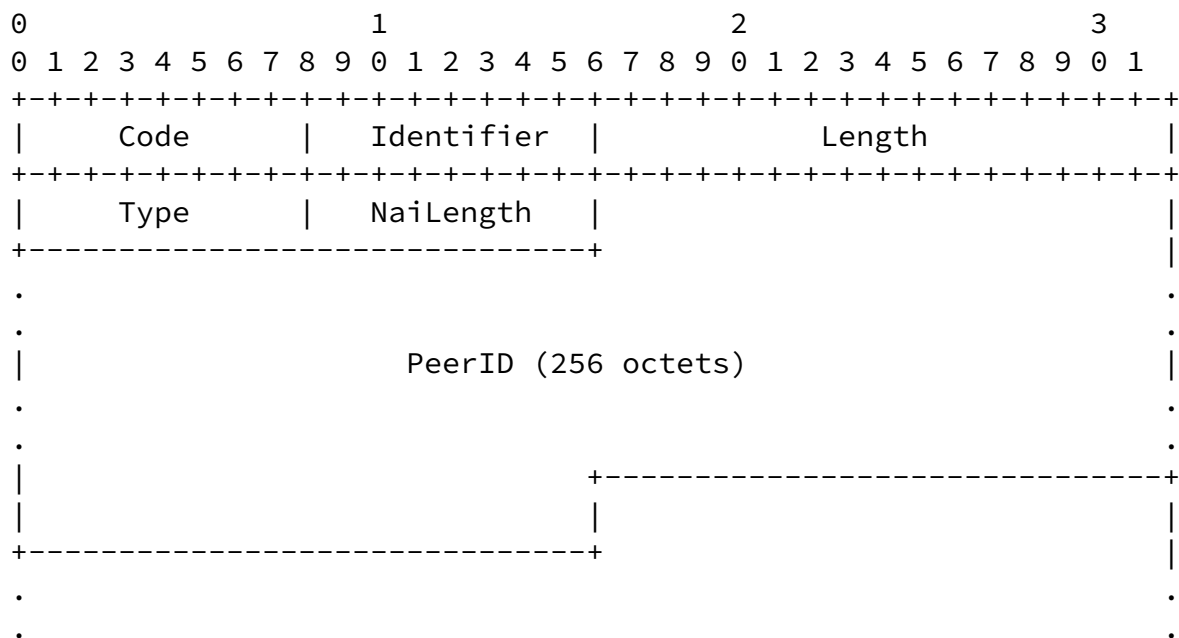 0                   1                   2                   3
0 1 2 3 4 5 6 7 8 9 0 1 2 3 4 5 6 7 8 9 0 1 2 3 4 5 6 7 8 9 0 1
+-+-+-+-+-+-+-+-+-+-+-+-+-+-+-+-+-+-+-+-+-+-+-+-+-+-+-+-+-+-+-+-+
|     Code      |   Identifier  |            Length             |
+-+-+-+-+-+-+-+-+-+-+-+-+-+-+-+-+-+-+-+-+-+-+-+-+-+-+-+-+-+-+-+-+
|     Type      |   NaiLength   |                               |
+-------------------------------+                               |
.                                                               .
.                                                               .
|                     PeerID (256 octets)                       |
.                                                               .
.                                                               .
|                               +-------------------------------+
|                               |                               |
+-------------------------------+                               |
.                                                               .
.                                                               .